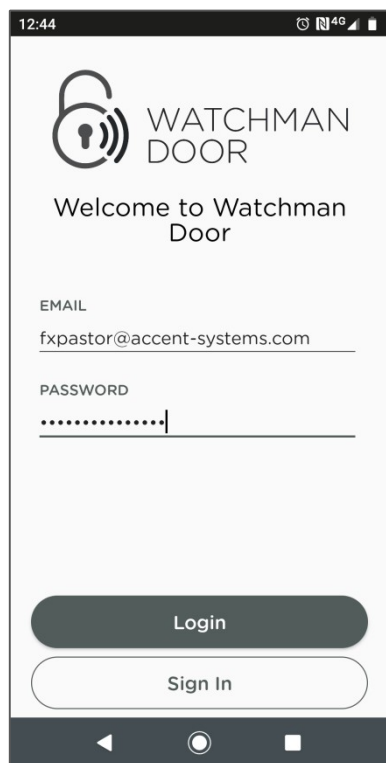 12:44
4G
WATCHMAN
DOOR
Welcome to Watchman
Door
EMAIL
fxpastor@accent-systems.com
PASSWORD
•••••••••••••••
Login
Sign In